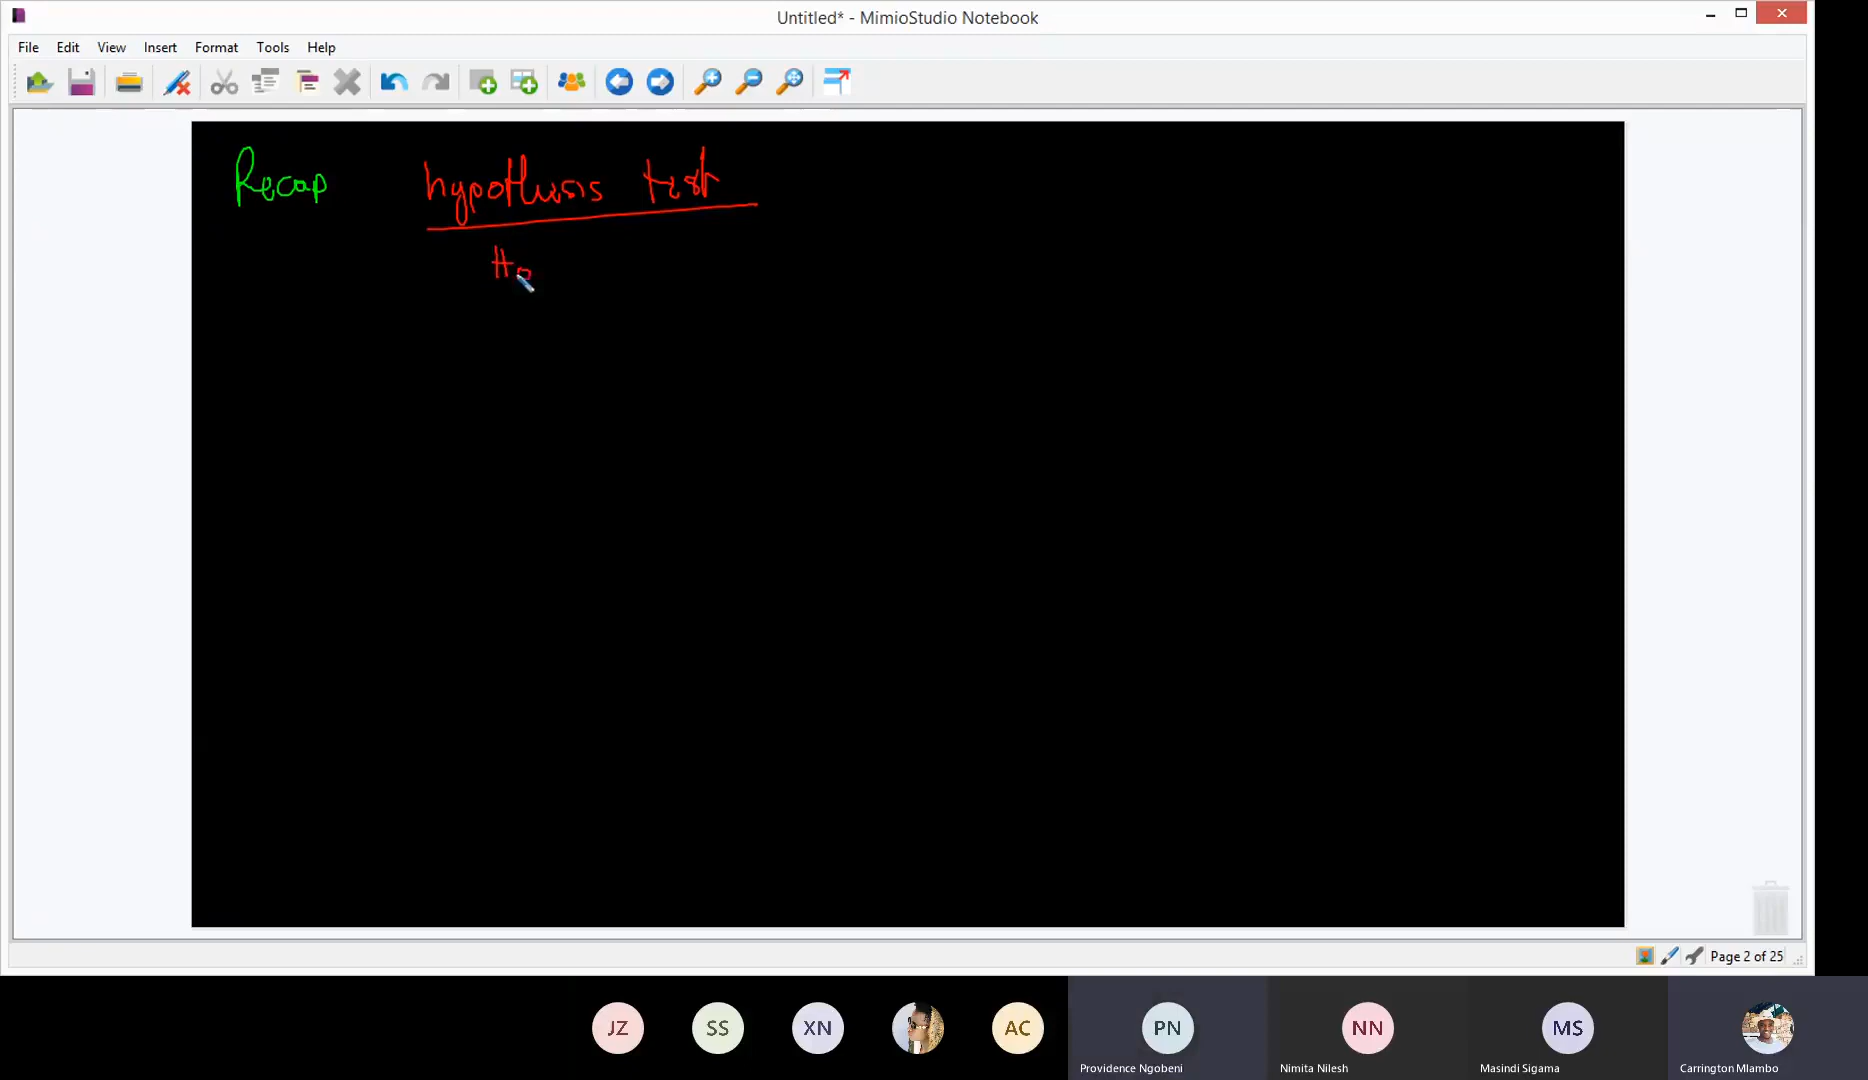 Untitled* - MimioStudio Notebook
File Edit View Insert Format Tools Help
Recap hypothesis test
H₀
Page 2 of 25
JZ SS XN AC PN NN MS
Providence Ngobeni Nimita Nilesh Masindi Sigama Carrington Mlambo